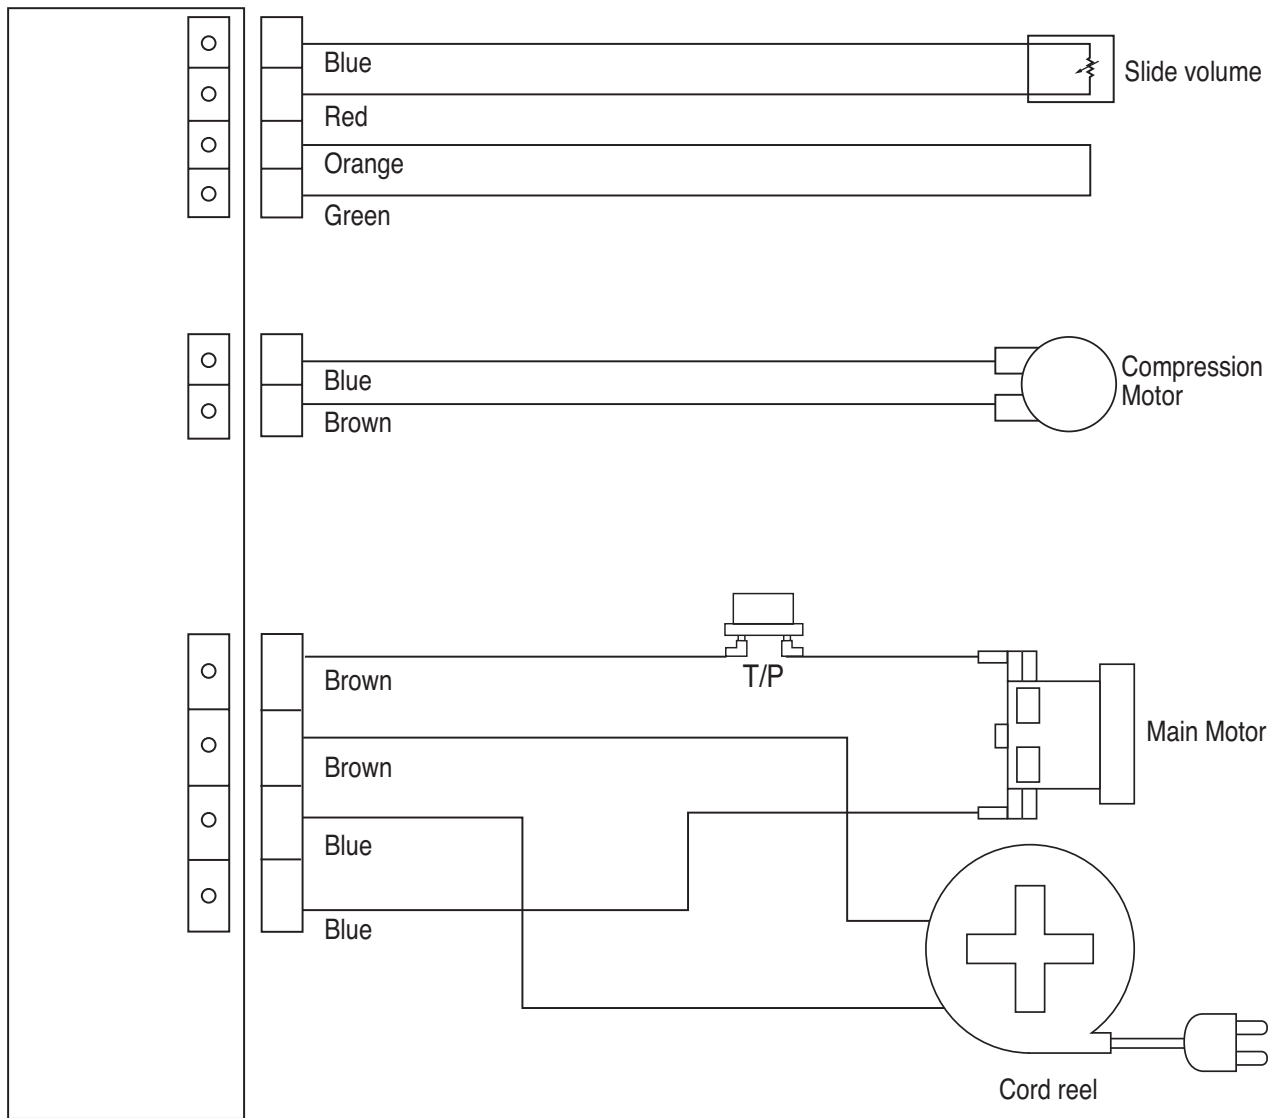 Blue
Slide volume
Red
Orange
Green
Compression
Motor
Blue
Brown
T/P
Brown
Main Motor
Brown
Blue
Blue
Cord reel